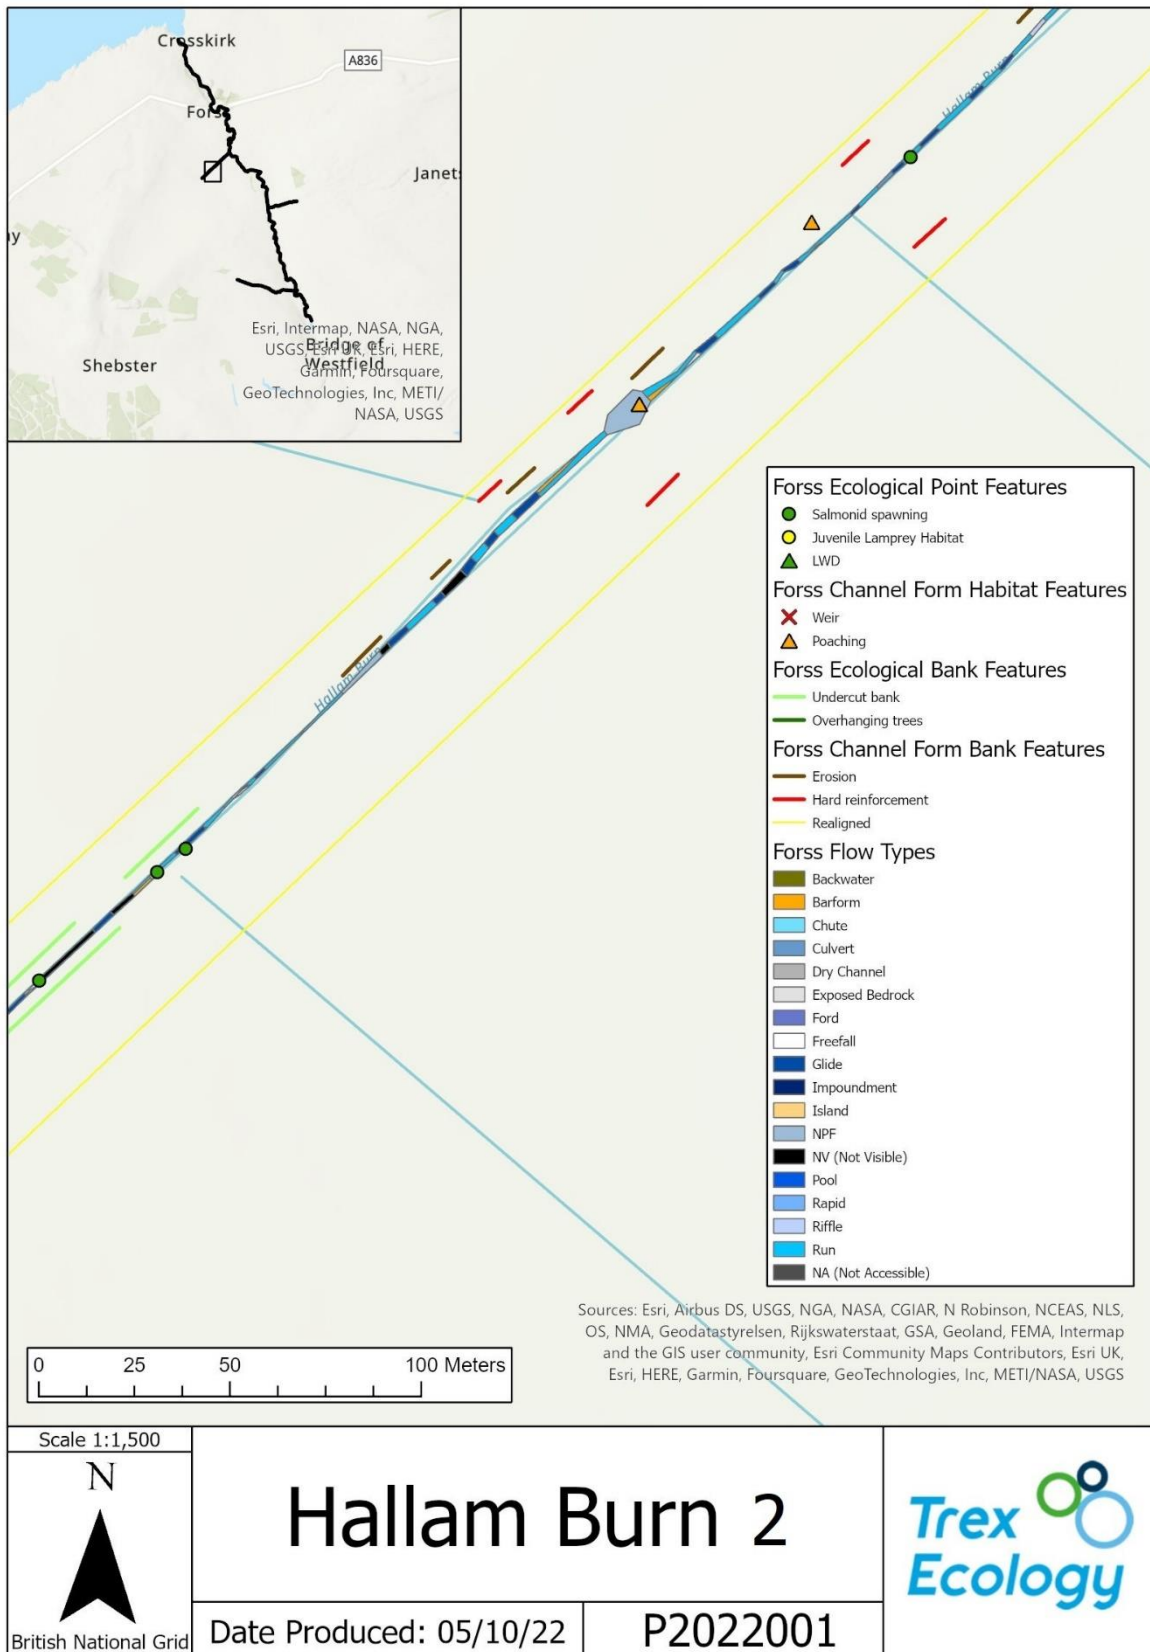 Crosskirk
A836
Forss
Janets
ay
Shebster
Bridge of
Westfield
Esri, Intermap, NASA, NGA,
USGS, Esri UK, Esri, HERE,
Garmin, Foursquare,
GeoTechnologies, Inc, METI/
NASA, USGS
Hallam Burn
Hallam Burn
Forss Ecological Point Features
Salmonid spawning
Juvenile Lamprey Habitat
LWD
Forss Channel Form Habitat Features
Weir
Poaching
Forss Ecological Bank Features
Undercut bank
Overhanging trees
Forss Channel Form Bank Features
Erosion
Hard reinforcement
Realigned
Forss Flow Types
Backwater
Barform
Chute
Culvert
Dry Channel
Exposed Bedrock
Ford
Freefall
Glide
Impoundment
Island
NPF
NV (Not Visible)
Pool
Rapid
Riffle
Run
NA (Not Accessible)
Sources: Esri, Airbus DS, USGS, NGA, NASA, CGIAR, N Robinson, NCEAS, NLS,
OS, NMA, Geodatastyrelsen, Rijkswaterstaat, GSA, Geoland, FEMA, Intermap
and the GIS user community, Esri Community Maps Contributors, Esri UK,
Esri, HERE, Garmin, Foursquare, GeoTechnologies, Inc, METI/NASA, USGS
0 25 50 100 Meters
Scale 1:1,500
N
British National Grid
Hallam Burn 2
Date Produced: 05/10/22
P2022001
Trex
Ecology